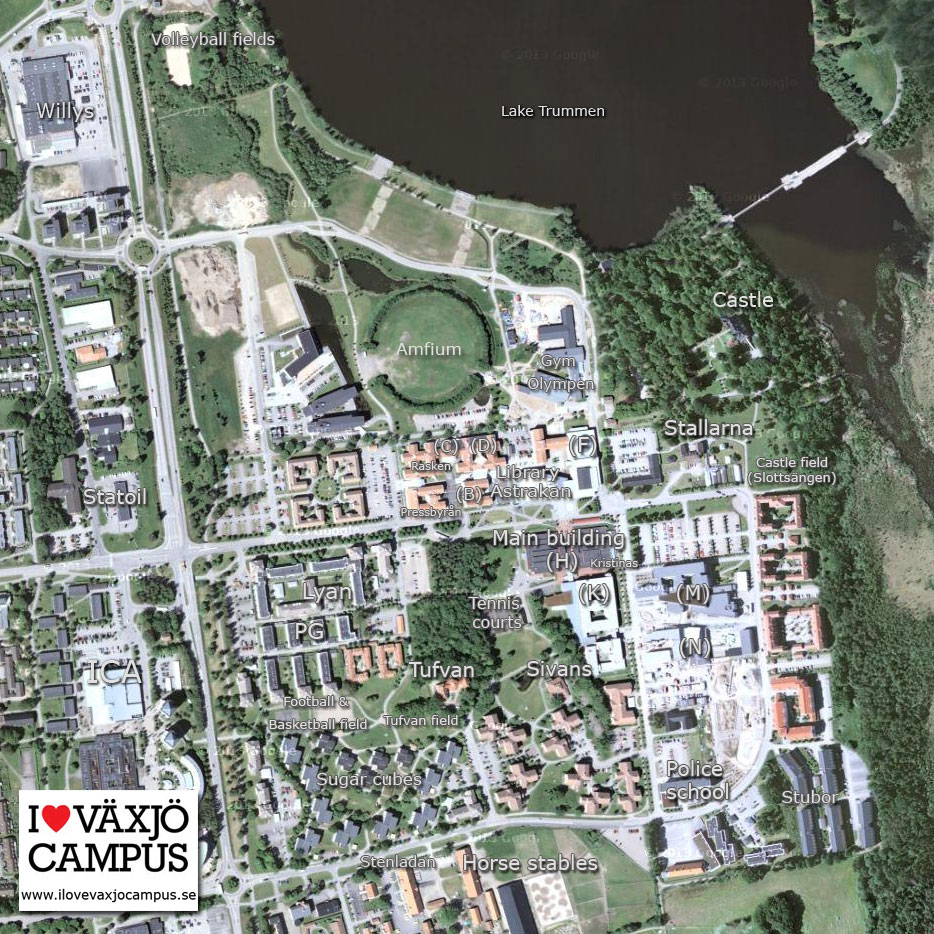 Volleyball fields
© 2013 Google
© 2013 Google
Willys
Lake Trummen
Castle
Amfium
Gym
Olympen
Stallarna
(C) (D) (F)
Rasken
Library
Astrakan
(B)
Pressbyrån
Castle field
(Slottsängen)
Statoil
Main building
(H) Kristinas
Lyan
(K) (M)
Tennis
courts
PG
(N)
ICA
Tufvan
Sivans
Football &
Basketball field
Tufvan field
Sugar cubes
Police
school
Stubor
Stenladan
Horse stables
I VÄXJÖ
CAMPUS
www.ilovevaxjocampus.se